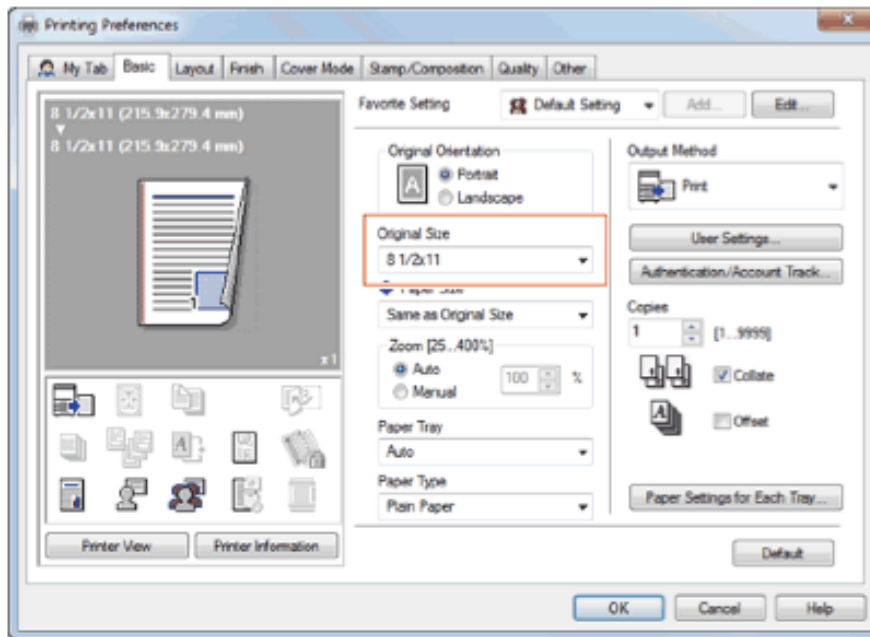 Printing Preferences
My Tab Basic Layout Finish Cover Mode Stamp/Composition Quality Other
8 1/2x11 (215.9x279.4 mm)
8 1/2x11 (215.9x279.4 mm)
1
x1
Printer View Printer Information
Favorite Setting Default Setting Add... Edit...
Original Orientation
A
Portrait
Landscape
Original Size
8 1/2x11
Paper Size
Same as Original Size
Zoom [25...400%]
Auto
100 %
Manual
Paper Tray
Auto
Paper Type
Plain Paper
Output Method
Print
User Settings...
Authentication/Account Track...
Copies
1 [1...9999]
Collate
Offset
Paper Settings for Each Tray...
Default
OK Cancel Help